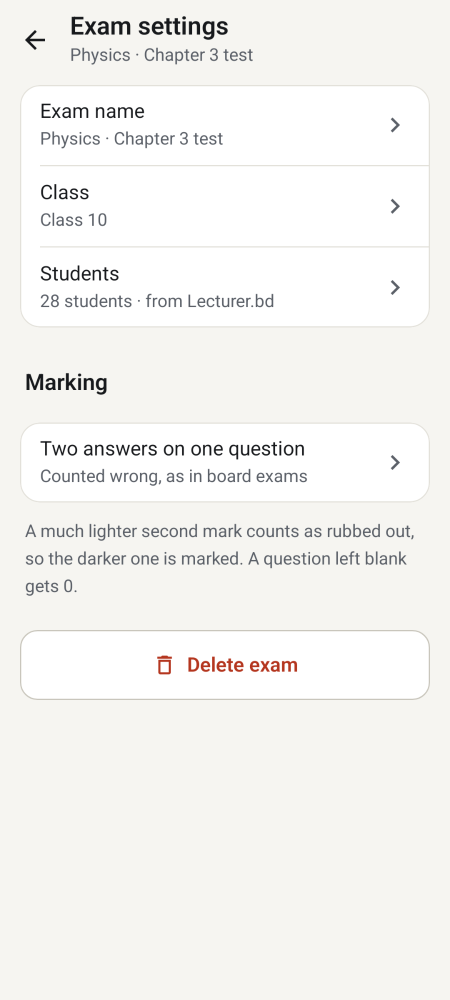 Exam settings
Physics · Chapter 3 test
Exam name
Physics · Chapter 3 test
Class
Class 10
Students
28 students · from Lecturer.bd
Marking
Two answers on one question
Counted wrong, as in board exams
A much lighter second mark counts as rubbed out,
so the darker one is marked. A question left blank
gets 0.
Delete exam